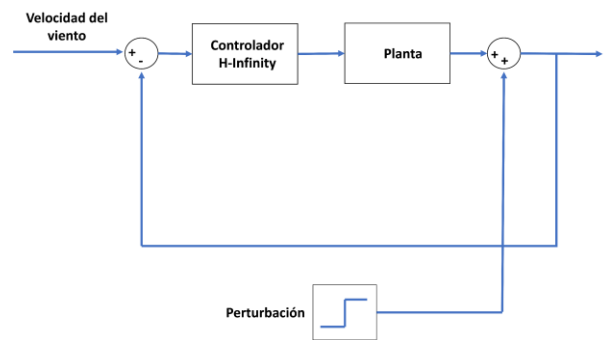 Velocidad del
viento
+
-
Controlador
H-Infinity
Planta
+
+
Perturbación